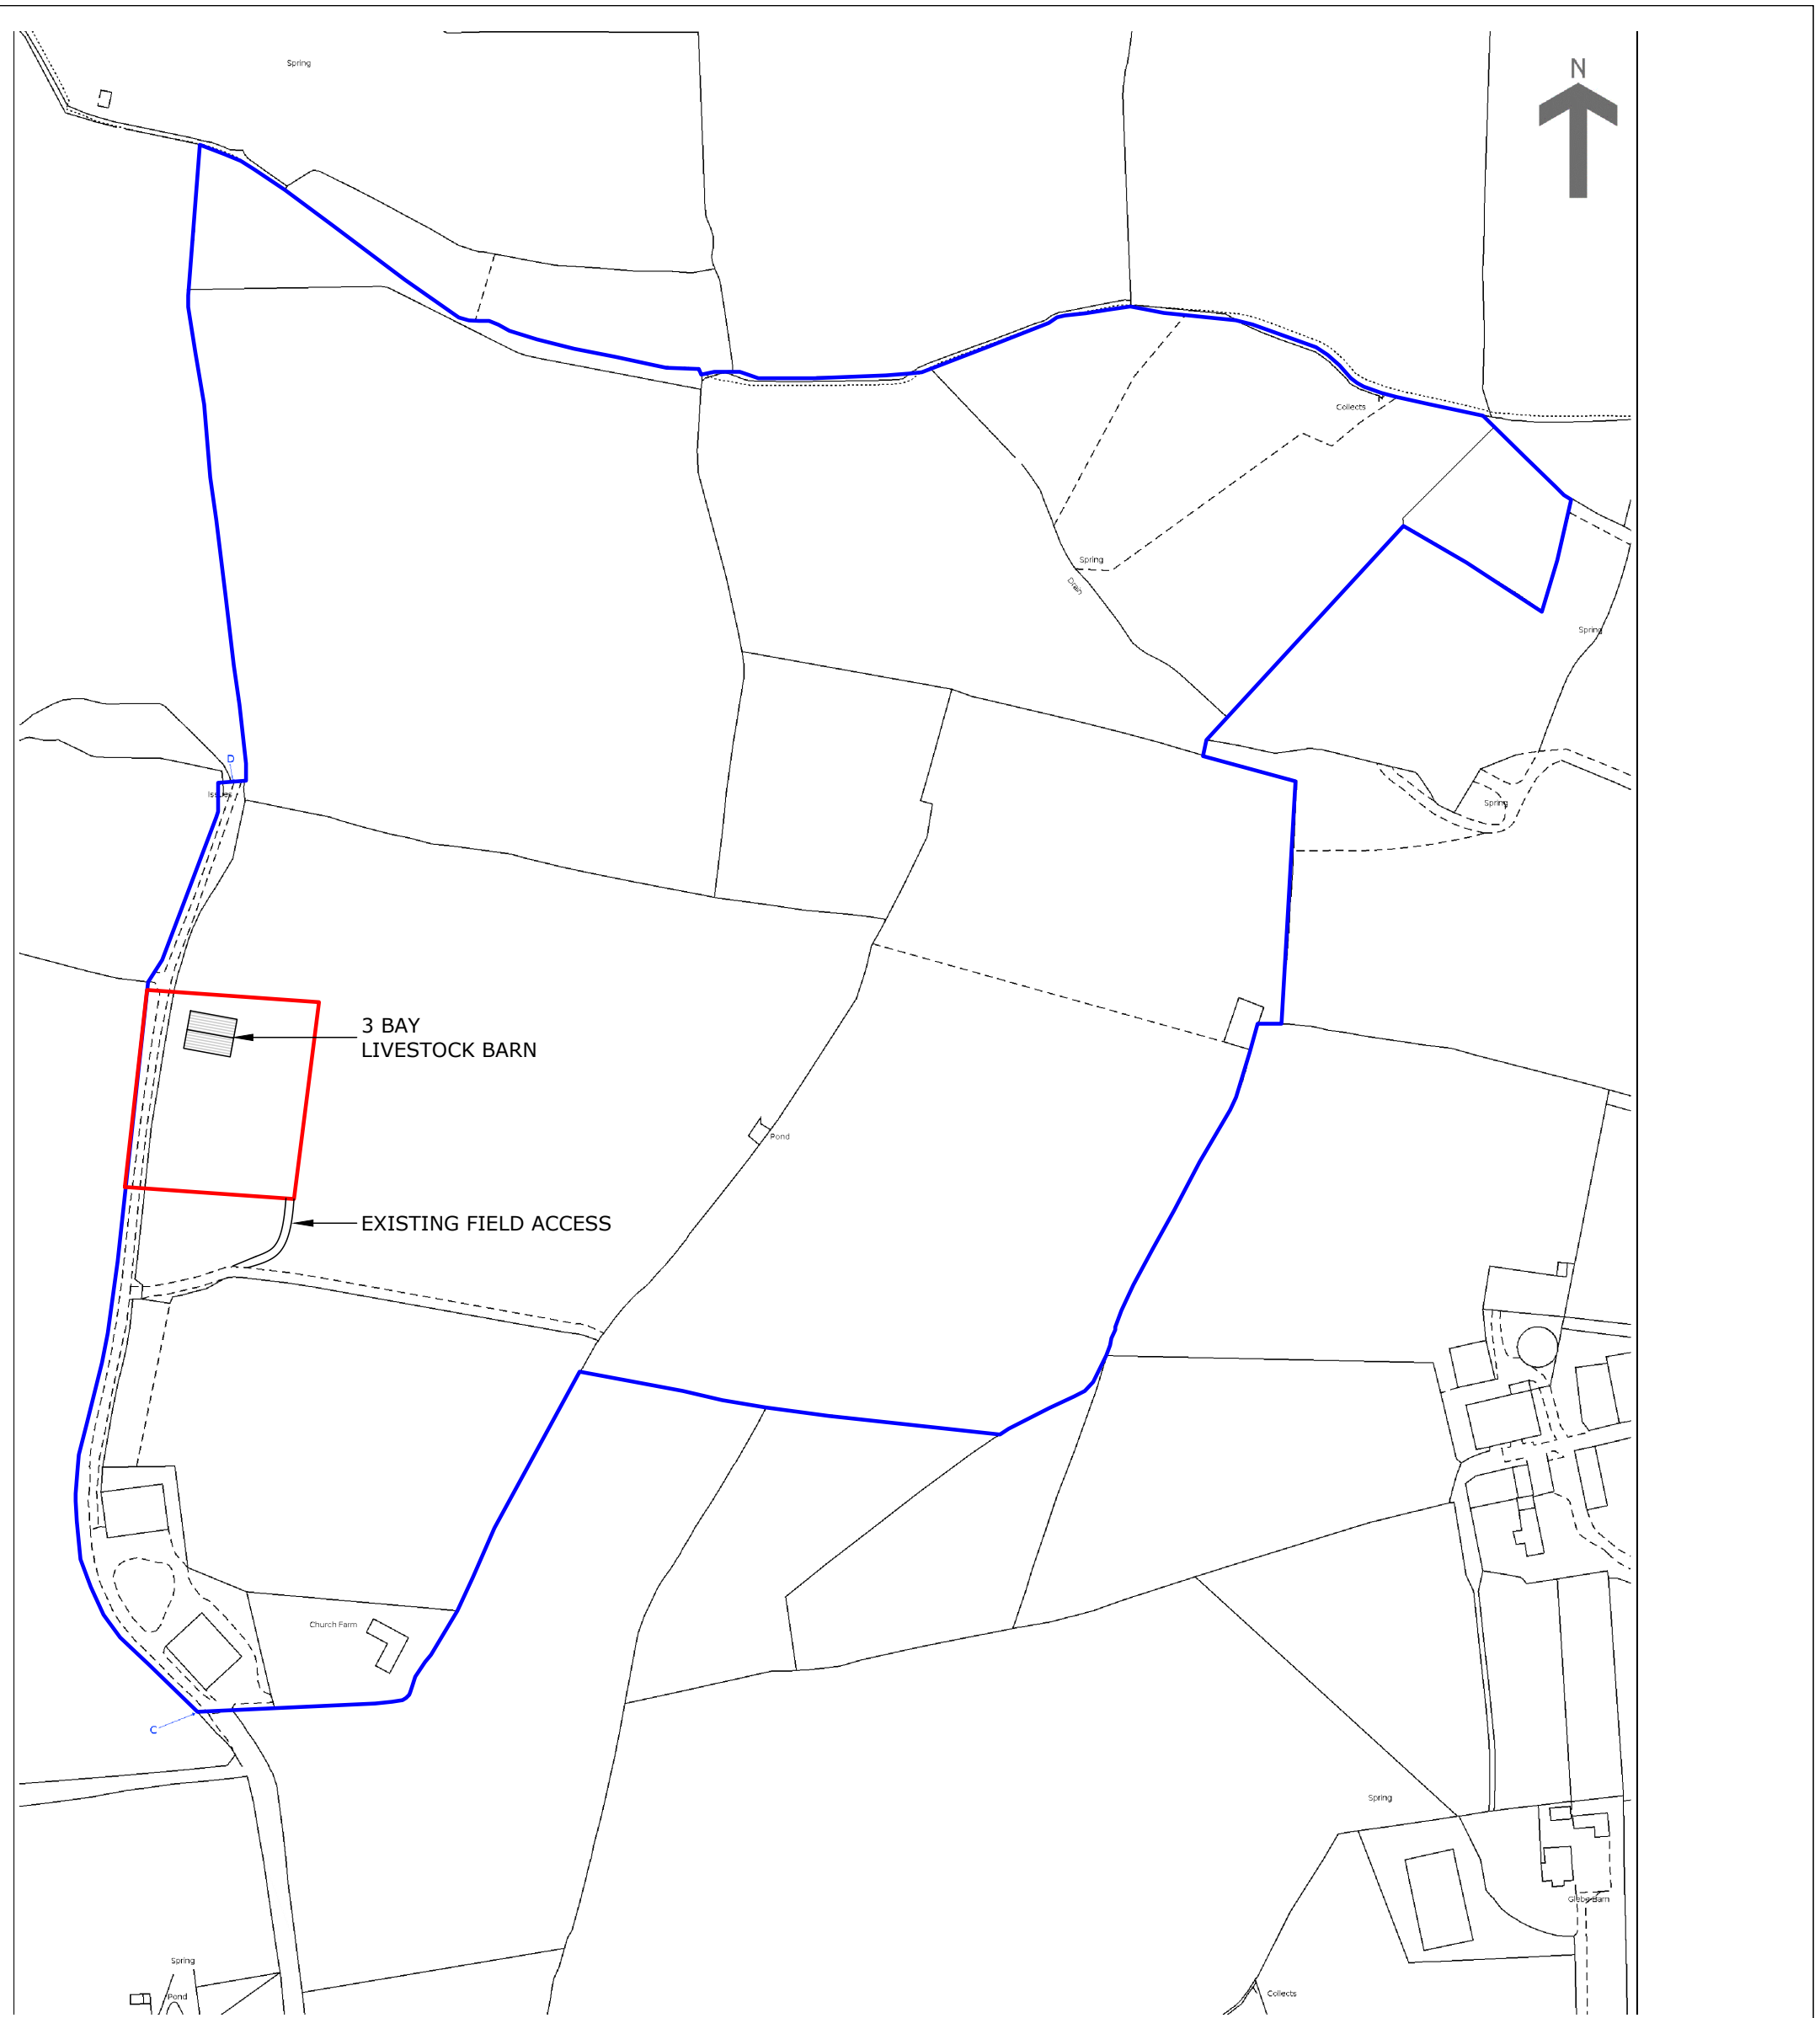 Spring
N
Collects
Spring
Drain
Spring
D
Issues
Spring
3 BAY
LIVESTOCK BARN
Pond
EXISTING FIELD ACCESS
Church Farm
C
Spring
Glebe Barn
Spring
Pond
Collects